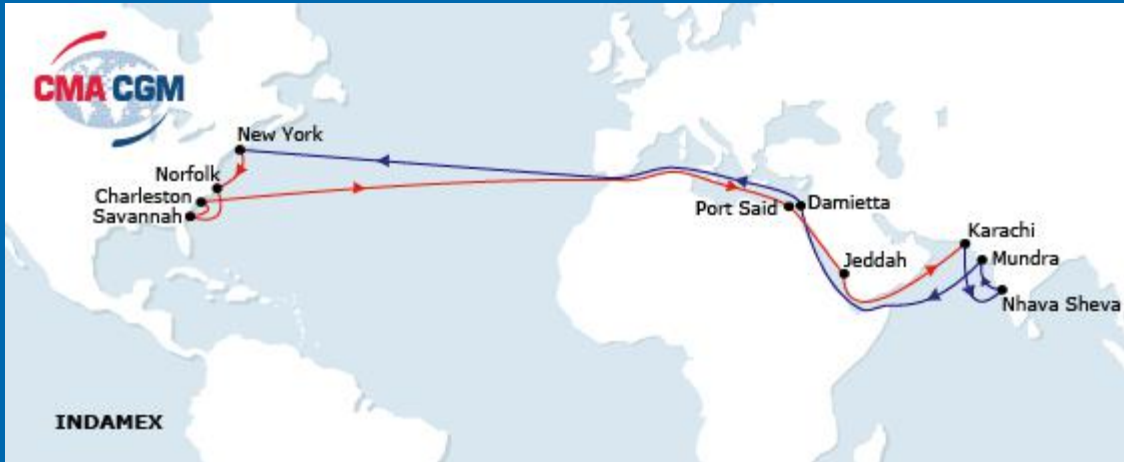 CMA CGM
New York
Norfolk
Charleston
Savannah
Port Said
Damietta
Karachi
Jeddah
Mundra
Nhava Sheva
INDAMEX